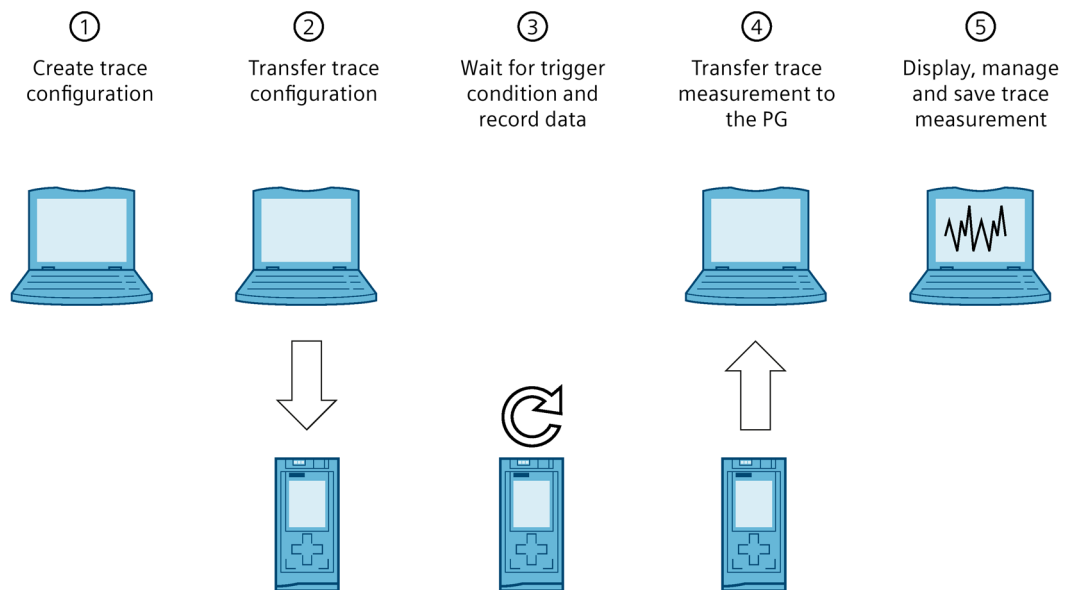 ①
Create trace
configuration
②
Transfer trace
configuration
③
Wait for trigger
condition and
record data
④
Transfer trace
measurement to
the PG
⑤
Display, manage
and save trace
measurement